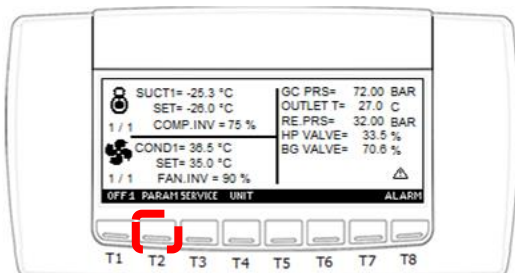 SUCT1= -25.3 °C
SET= -26.0 °C
1 / 1 COMP.INV = 75 %
COND1= 36.5 °C
SET= 35.0 °C
1 / 1 FAN.INV = 90 %
GC PRS= 72.00 BAR
OUTLET T= 27.0 C
RE.PRS= 32.00 BAR
HP VALVE= 33.5 %
BG VALVE= 70.6 %
OFF1 PARAM SERVICE UNIT ALARM
T1 T2 T3 T4 T5 T6 T7 T8